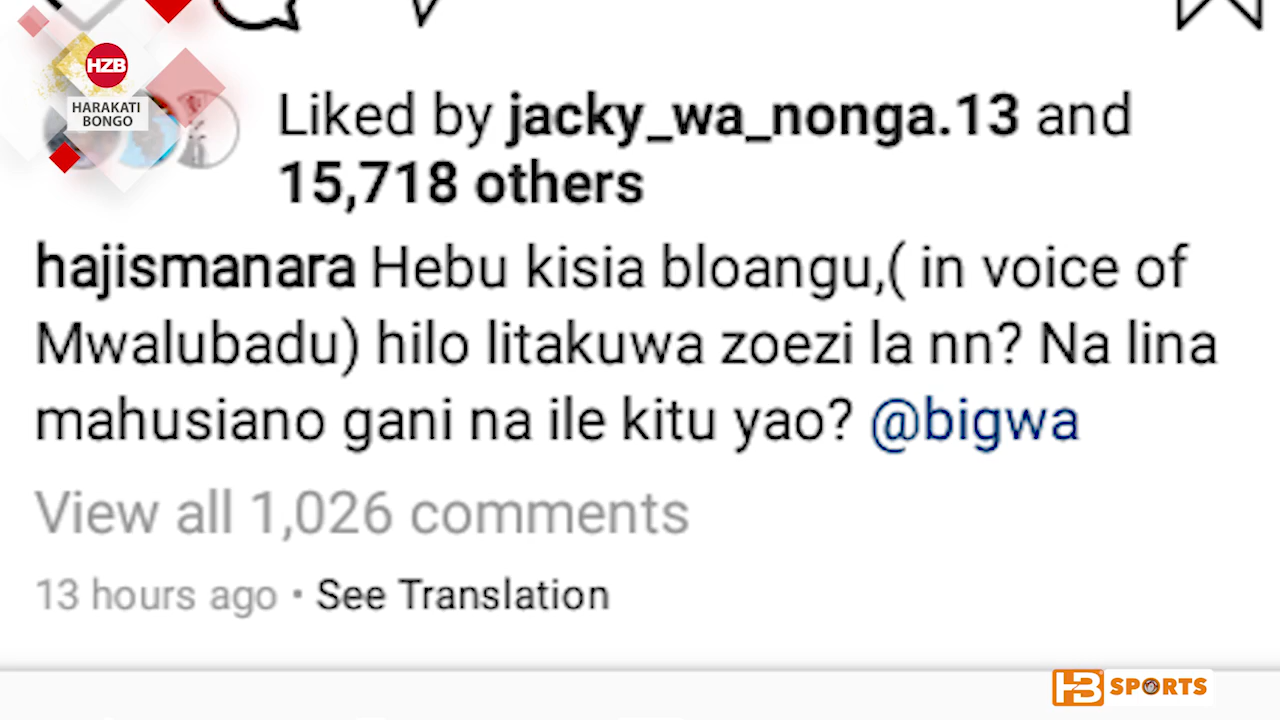 HZB
HARAKATI
BONGO
Liked by jacky_wa_nonga.13 and
15,718 others
hajismanara Hebu kisia bloangu,( in voice of
Mwalubadu) hilo litakuwa zoezi la nn? Na lina
mahusiano gani na ile kitu yao? @bigwa
View all 1,026 comments
13 hours ago • See Translation
HB SPORTS